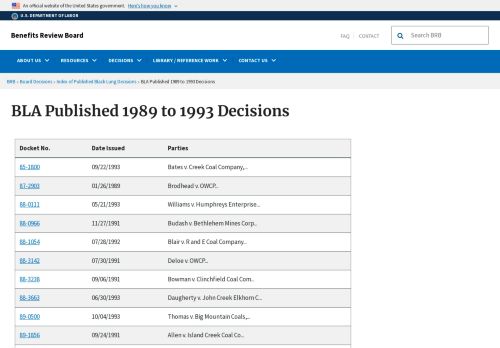 An official website of the United States government. Here's how you know
U.S. DEPARTMENT OF LABOR
Benefits Review Board
FAQ CONTACT
Search BRB
ABOUT US RESOURCES DECISIONS LIBRARY / REFERENCE WORK CONTACT US
BRB › Board Decisions › Index of Published Black Lung Decisions › BLA Published 1989 to 1993 Decisions
BLA Published 1989 to 1993 Decisions
Docket No. Date Issued Parties
85-1800 09/22/1993 Bates v. Creek Coal Company,...
87-2903 01/26/1989 Brodhead v. OWCP...
88-0111 05/21/1993 Williams v. Humphreys Enterprise...
88-0966 11/27/1991 Budash v. Bethlehem Mines Corp...
88-1054 07/28/1992 Blair v. R and E Coal Company...
88-3142 07/30/1991 Deloe v. OWCP...
88-3238 09/06/1991 Bowman v. Clinchfield Coal Com...
88-3663 06/30/1993 Daugherty v. John Creek Elkhorn C...
89-0500 10/04/1993 Thomas v. Big Mountain Coals,...
89-1656 09/24/1991 Allen v. Island Creek Coal Co...